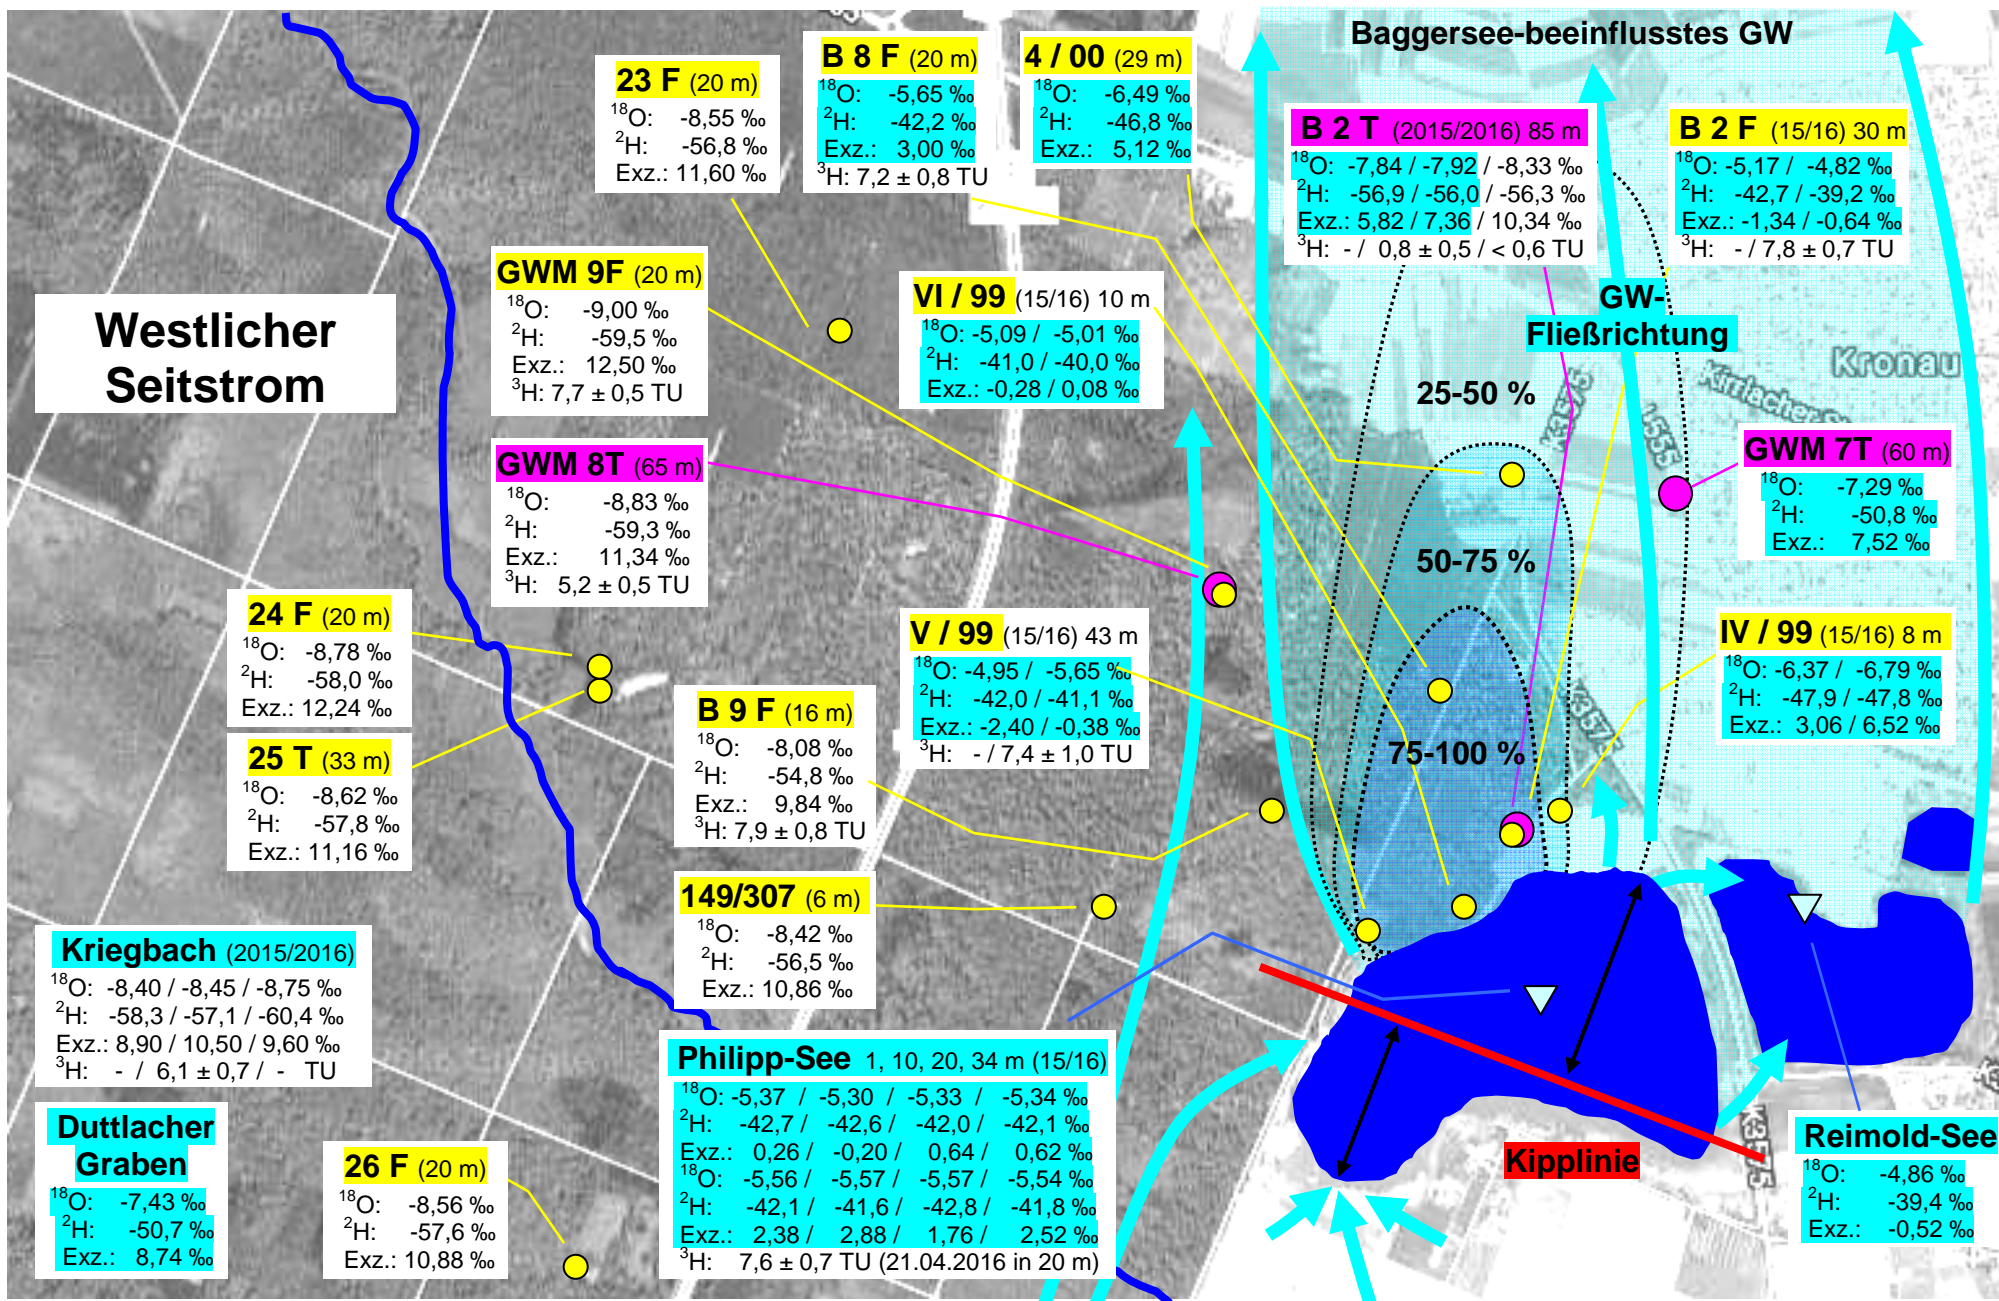 Baggersee-beeinflusstes GW
23 F (20 m)
18O: -8,55 ‰
2H: -56,8 ‰
Exz.: 11,60 ‰
B 8 F (20 m)
18O: -5,65 ‰
2H: -42,2 ‰
Exz.: 3,00 ‰
3H: 7,2 ± 0,8 TU
4 / 00 (29 m)
18O: -6,49 ‰
2H: -46,8 ‰
Exz.: 5,12 ‰
B 2 T (2015/2016) 85 m
18O: -7,84 / -7,92 / -8,33 ‰
2H: -56,9 / -56,0 / -56,3 ‰
Exz.: 5,82 / 7,36 / 10,34 ‰
3H: - / 0,8 ± 0,5 / < 0,6 TU
B 2 F (15/16) 30 m
18O: -5,17 / -4,82 ‰
2H: -42,7 / -39,2 ‰
Exz.: -1,34 / -0,64 ‰
3H: - / 7,8 ± 0,7 TU
Westlicher
Seitstrom
GWM 9F (20 m)
18O: -9,00 ‰
2H: -59,5 ‰
Exz.: 12,50 ‰
3H: 7,7 ± 0,5 TU
VI / 99 (15/16) 10 m
18O: -5,09 / -5,01 ‰
2H: -41,0 / -40,0 ‰
Exz.: -0,28 / 0,08 ‰
GW-
Fließrichtung
Kronau
Kirrlacher
K3575
L555
25-50 %
GWM 8T (65 m)
18O: -8,83 ‰
2H: -59,3 ‰
Exz.: 11,34 ‰
3H: 5,2 ± 0,5 TU
GWM 7T (60 m)
18O: -7,29 ‰
2H: -50,8 ‰
Exz.: 7,52 ‰
50-75 %
24 F (20 m)
18O: -8,78 ‰
2H: -58,0 ‰
Exz.: 12,24 ‰
V / 99 (15/16) 43 m
18O: -4,95 / -5,65 ‰
2H: -42,0 / -41,1 ‰
Exz.: -2,40 / -0,38 ‰
3H: - / 7,4 ± 1,0 TU
IV / 99 (15/16) 8 m
18O: -6,37 / -6,79 ‰
2H: -47,9 / -47,8 ‰
Exz.: 3,06 / 6,52 ‰
B 9 F (16 m)
18O: -8,08 ‰
2H: -54,8 ‰
Exz.: 9,84 ‰
3H: 7,9 ± 0,8 TU
75-100 %
K3575
25 T (33 m)
18O: -8,62 ‰
2H: -57,8 ‰
Exz.: 11,16 ‰
149/307 (6 m)
18O: -8,42 ‰
2H: -56,5 ‰
Exz.: 10,86 ‰
Kriegbach (2015/2016)
18O: -8,40 / -8,45 / -8,75 ‰
2H: -58,3 / -57,1 / -60,4 ‰
Exz.: 8,90 / 10,50 / 9,60 ‰
3H: - / 6,1 ± 0,7 / - TU
Philipp-See 1, 10, 20, 34 m (15/16)
18O: -5,37 / -5,30 / -5,33 / -5,34 ‰
2H: -42,7 / -42,6 / -42,0 / -42,1 ‰
Exz.: 0,26 / -0,20 / 0,64 / 0,62 ‰
18O: -5,56 / -5,57 / -5,57 / -5,54 ‰
2H: -42,1 / -41,6 / -42,8 / -41,8 ‰
Exz.: 2,38 / 2,88 / 1,76 / 2,52 ‰
3H: 7,6 ± 0,7 TU (21.04.2016 in 20 m)
Duttlacher
Graben
18O: -7,43 ‰
2H: -50,7 ‰
Exz.: 8,74 ‰
26 F (20 m)
18O: -8,56 ‰
2H: -57,6 ‰
Exz.: 10,88 ‰
Kipplinie
K3575
Reimold-See
18O: -4,86 ‰
2H: -39,4 ‰
Exz.: -0,52 ‰